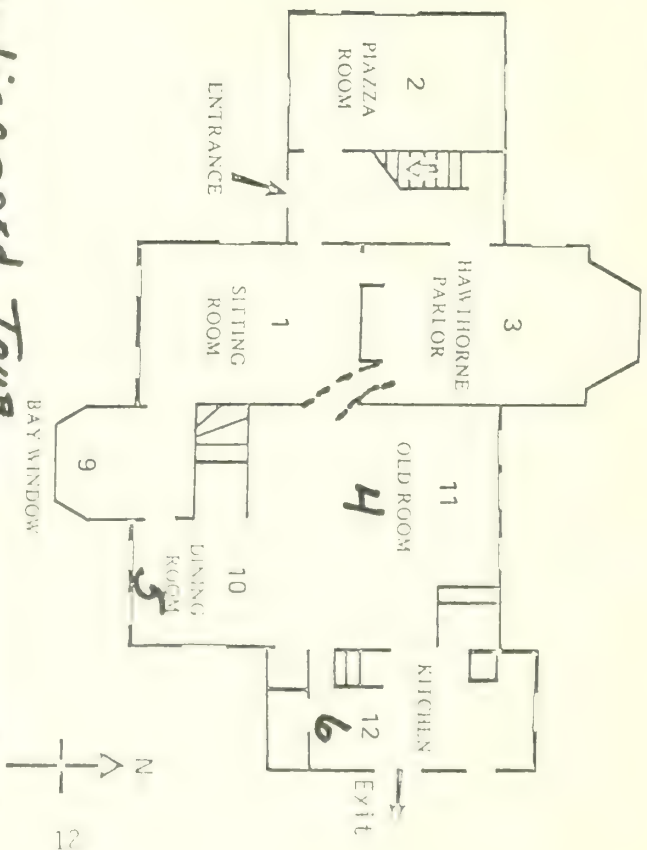 2
PIAZZA
ROOM
ENTRANCE
3
HAWTHORNE
PARLOR
1
SITTING
ROOM
BAY WINDOW
9
11
OLD ROOM
4
10
DINING
ROOM
5
KITCHEN
12
6
Exit
N
12
Tour